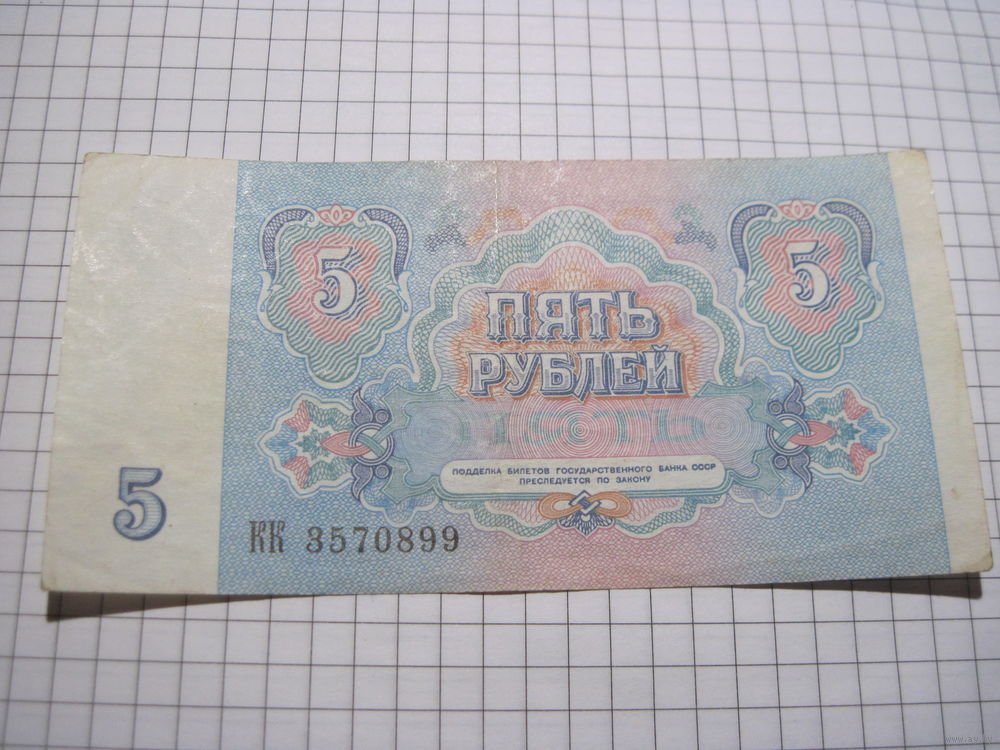 5 5
ПЯТЬ
РУБЛЕЙ
ПОДДЕЛКА БИЛЕТОВ ГОСУДАРСТВЕННОГО БАНКА СССР
ПРЕСЛЕДУЕТСЯ ПО ЗАКОНУ
5
КК 3570899